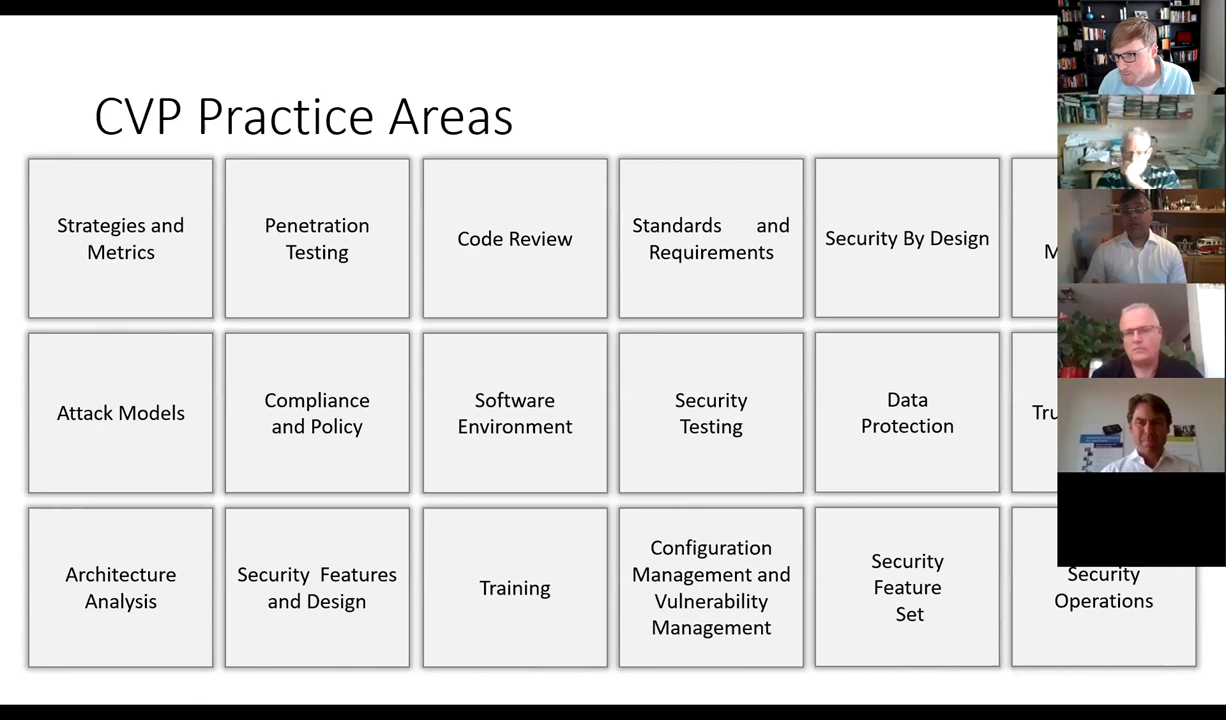 CVP Practice Areas
Strategies and
Metrics
Penetration
Testing
Code Review
Standards and
Requirements
Security By Design
M
Attack Models
Compliance
and Policy
Software
Environment
Security
Testing
Data
Protection
Tru
Architecture
Analysis
Security Features
and Design
Training
Configuration
Management and
Vulnerability
Management
Security
Feature
Set
Security
Operations